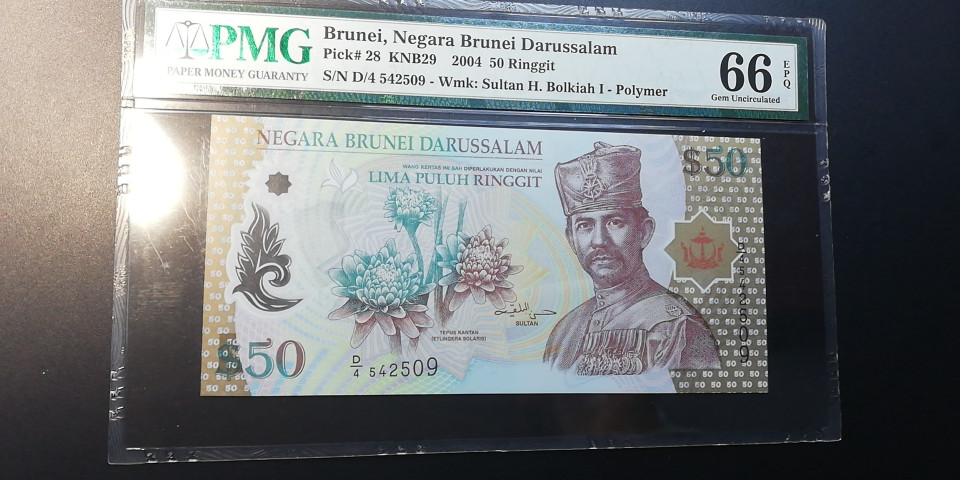 PMG
PAPER MONEY GUARANTY
Brunei, Negara Brunei Darussalam
Pick# 28 KNB29 2004 50 Ringgit
S/N D/4 542509 - Wmk: Sultan H. Bolkiah I - Polymer
66
EPQ
Gem Uncirculated
NEGARA BRUNEI DARUSSALAM
WANG KERTAS INI SAH DIPERLAKUKAN DENGAN NILAI
LIMA PULUH RINGGIT
$50
حسن البلقيه
SULTAN
TEPUS KANTAN
(ETLINGERA SOLARIS)
$50
D/4 542509